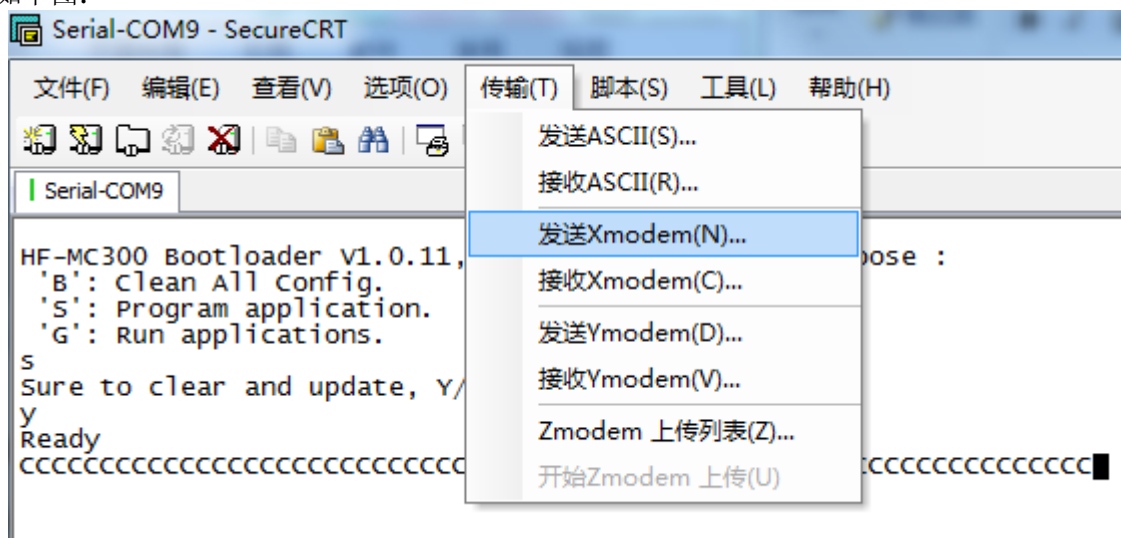 如下图:
Serial-COM9 - SecureCRT
文件(F) 编辑(E) 查看(V) 选项(O) 传输(T) 脚本(S) 工具(L) 帮助(H)
Serial-COM9
发送ASCII(S)...
接收ASCII(R)...
发送Xmodem(N)...
接收Xmodem(C)...
发送Ymodem(D)...
接收Ymodem(V)...
Zmodem 上传列表(Z)...
开始Zmodem 上传(U)
HF-MC300 Bootloader V1.0.11, oose :
'B': Clean All Config.
'S': Program application.
'G': Run applications.
s
Sure to clear and update, Y/
y
Ready
CCCCCCCCCCCCCCCCCCCCCCCCCCCCC CCCCCCCCCCCCCCC